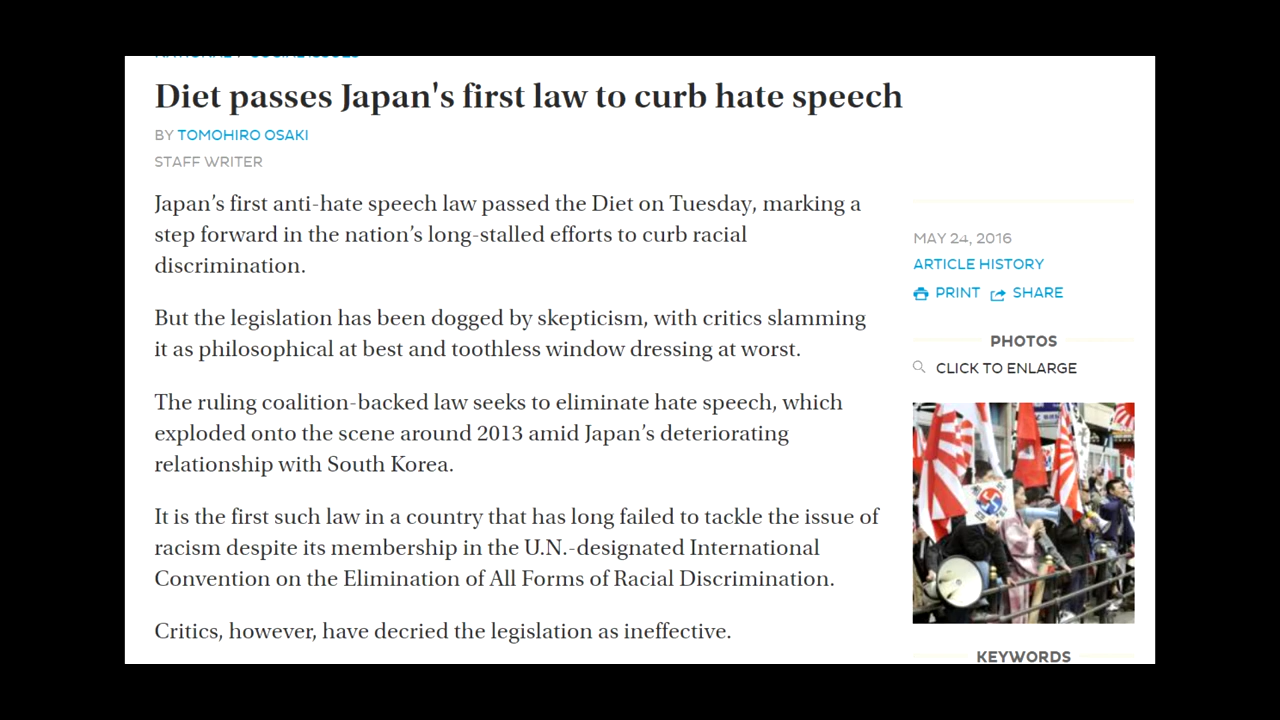 Diet passes Japan's first law to curb hate speech
BY TOMOHIRO OSAKI
STAFF WRITER
Japan’s first anti-hate speech law passed the Diet on Tuesday, marking a
step forward in the nation’s long-stalled efforts to curb racial
discrimination.
But the legislation has been dogged by skepticism, with critics slamming
it as philosophical at best and toothless window dressing at worst.
The ruling coalition-backed law seeks to eliminate hate speech, which
exploded onto the scene around 2013 amid Japan’s deteriorating
relationship with South Korea.
It is the first such law in a country that has long failed to tackle the issue of
racism despite its membership in the U.N.-designated International
Convention on the Elimination of All Forms of Racial Discrimination.
Critics, however, have decried the legislation as ineffective.
MAY 24, 2016
ARTICLE HISTORY
PRINT SHARE
PHOTOS
CLICK TO ENLARGE
KEYWORDS